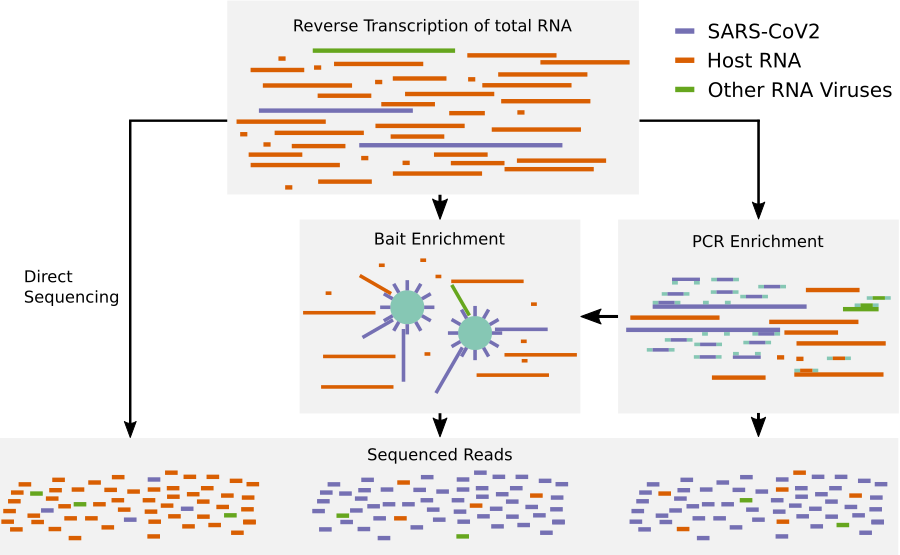 Reverse Transcription of total RNA
SARS-CoV2
Host RNA
Other RNA Viruses
Bait Enrichment
PCR Enrichment
Direct
Sequencing
Sequenced Reads